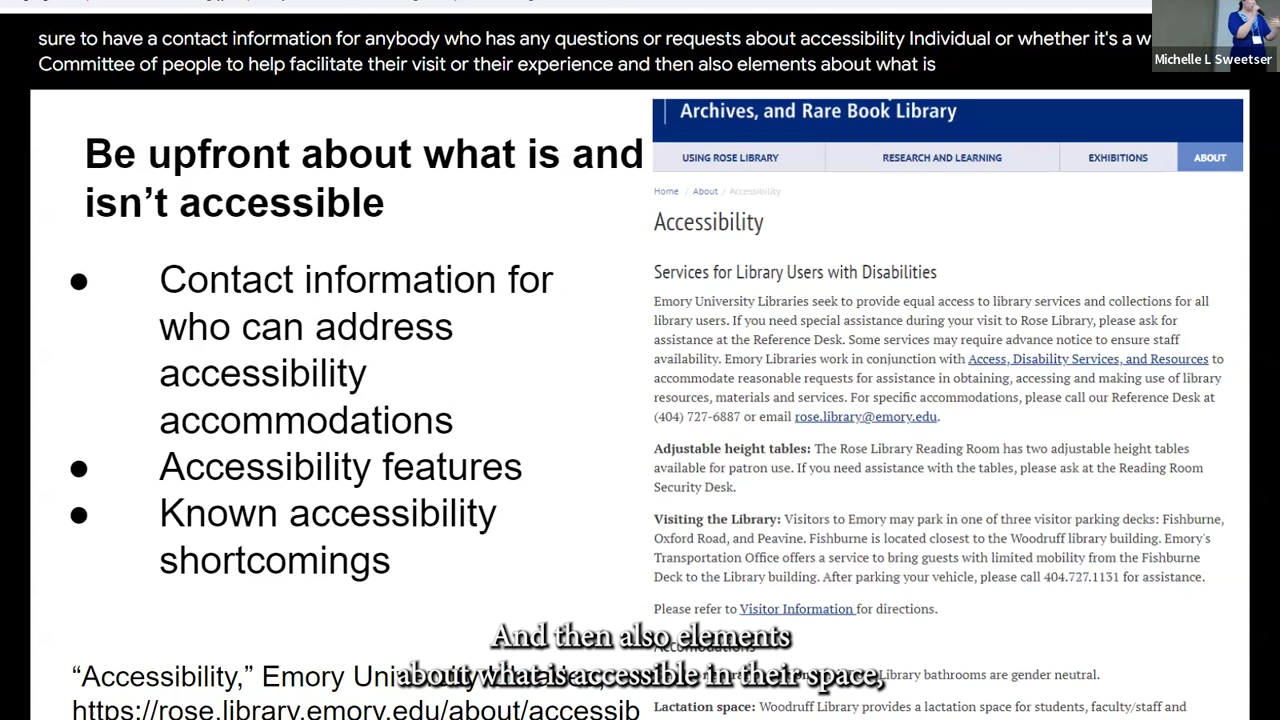 sure to have a contact information for anybody who has any questions or requests about accessibility Individual or whether it's a w
Committee of people to help facilitate their visit or their experience and then also elements about what is
Michelle L Sweetser
Be upfront about what is and
isn't accessible
● Contact information for
who can address
accessibility
accommodations
● Accessibility features
● Known accessibility
shortcomings
"Accessibility," Emory
https://rose.library.emory.edu/about/accessib
Archives, and Rare Book Library
USING ROSE LIBRARY RESEARCH AND LEARNING EXHIBITIONS ABOUT
Home / About / Accessibility
Accessibility
Services for Library Users with Disabilities
Emory University Libraries seek to provide equal access to library services and collections for all
library users. If you need special assistance during your visit to Rose Library, please ask for
assistance at the Reference Desk. Some services may require advance notice to ensure staff
availability. Emory Libraries work in conjunction with Access, Disability Services, and Resources to
accommodate reasonable requests for assistance in obtaining, accessing and making use of library
resources, materials and services. For specific accommodations, please call our Reference Desk at
(404) 727-6887 or email rose.library@emory.edu.
Adjustable height tables: The Rose Library Reading Room has two adjustable height tables
available for patron use. If you need assistance with the tables, please ask at the Reading Room
Security Desk.
Visiting the Library: Visitors to Emory may park in one of three visitor parking decks: Fishburne,
Oxford Road, and Peavine. Fishburne is located closest to the Woodruff library building. Emory's
Transportation Office offers a service to bring guests with limited mobility from the Fishburne
Deck to the Library building. After parking your vehicle, please call 404.727.1131 for assistance.
Please refer to Visitor Information for directions.
Library bathrooms are gender neutral.
Lactation space: Woodruff Library provides a lactation space for students, faculty/staff and
And then also elements
about what is accessible in their space,